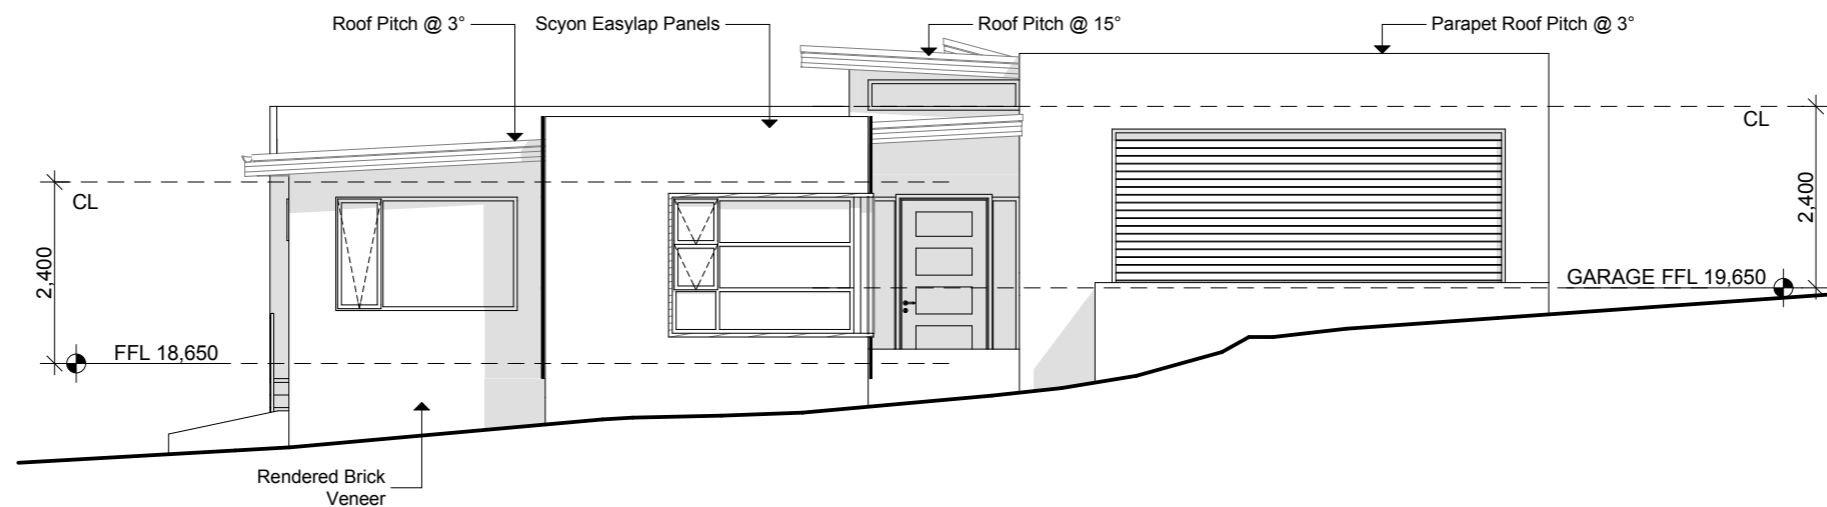 Roof Pitch @ 3°
Scyon Easylap Panels
Roof Pitch @ 15°
Parapet Roof Pitch @ 3°
CL
CL
2,400
2,400
GARAGE FFL 19,650
FFL 18,650
Rendered Brick
Veneer